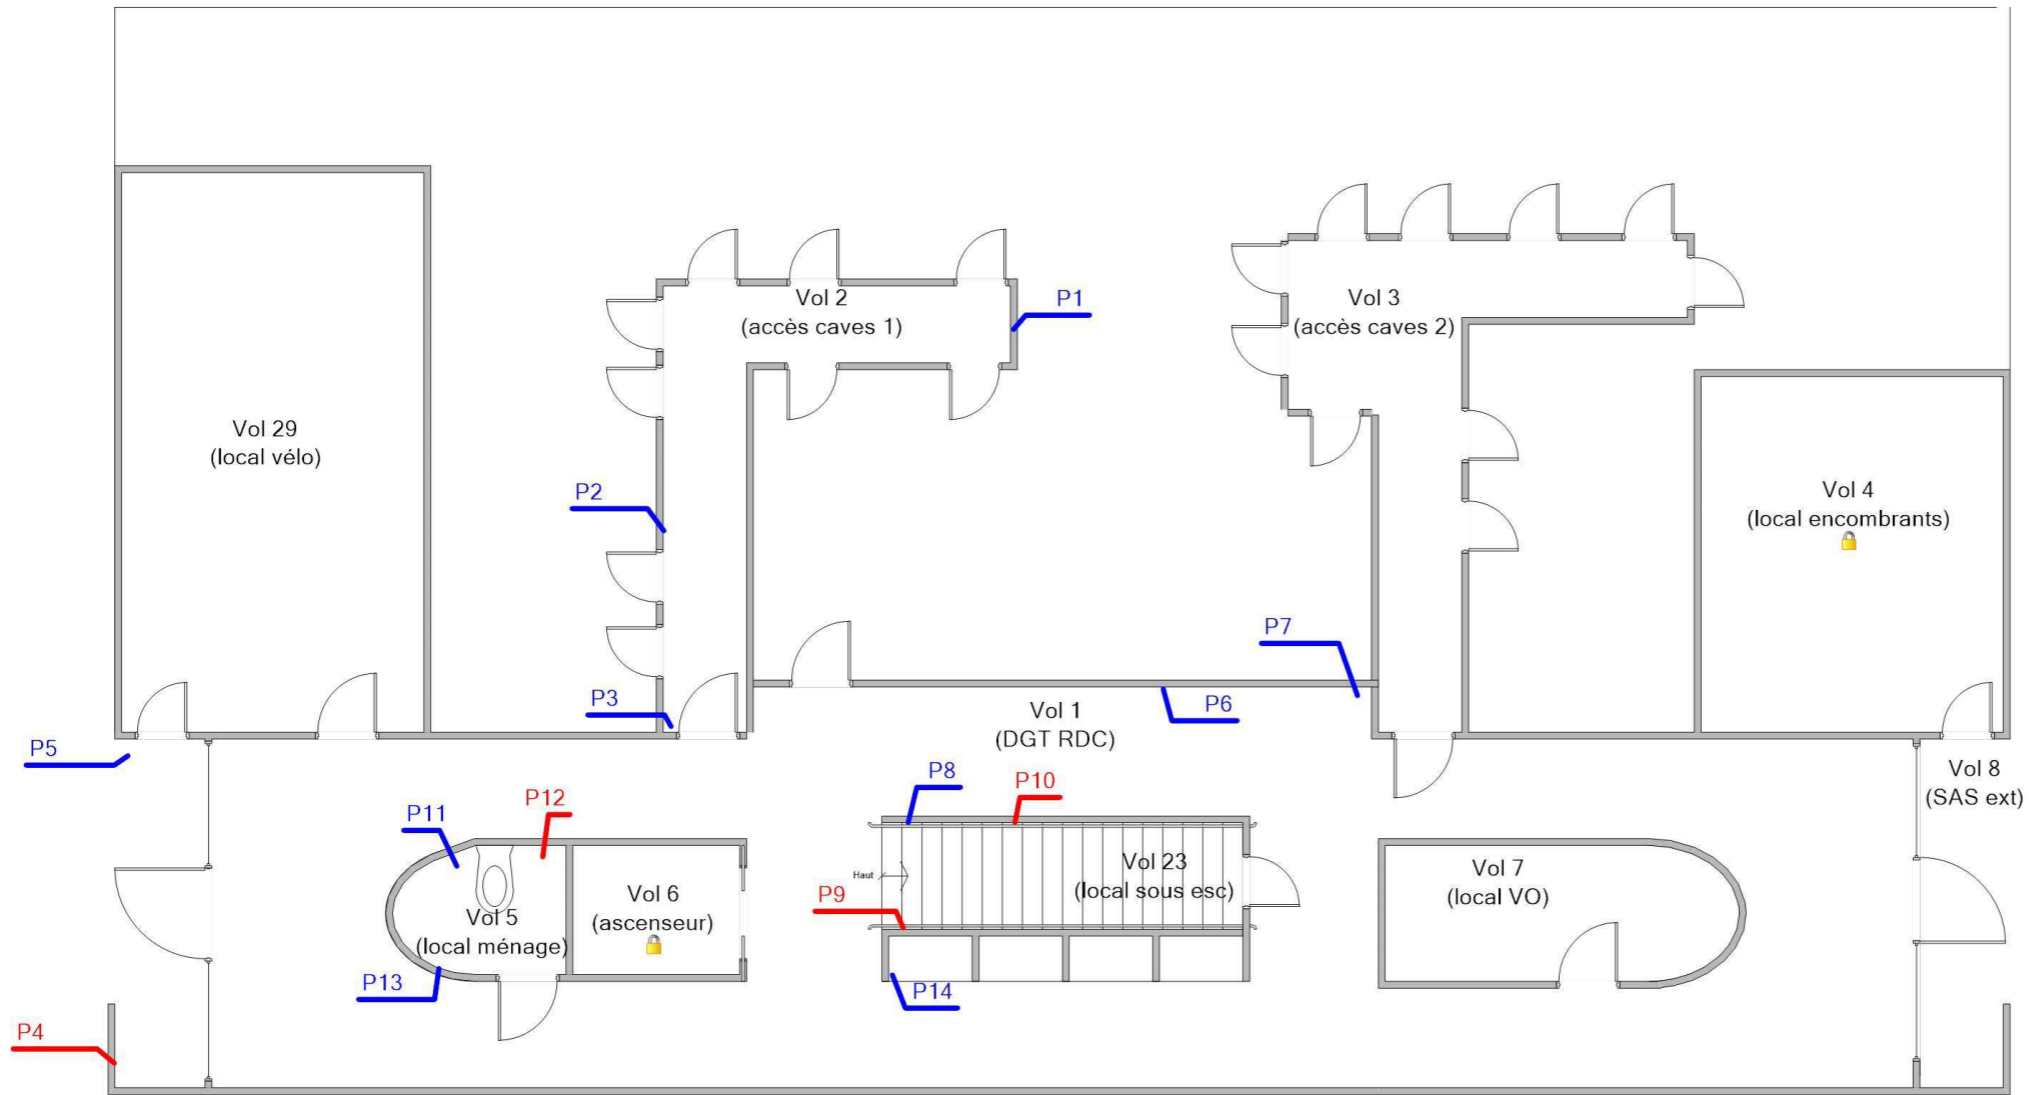 Vol 2
(accès caves 1)
P1
Vol 3
(accès caves 2)
Vol 29
(local vélo)
P2
Vol 4
(local encombrants)
P7
P3
P6
Vol 1
(DGT RDC)
P5
P8
P10
Vol 8
(SAS ext)
P12
P11
Haut
Vol 23
(local sous esc)
Vol 7
(local VO)
P9
Vol 6
(ascenseur)
Vol 5
(local ménage)
P13
P14
P4